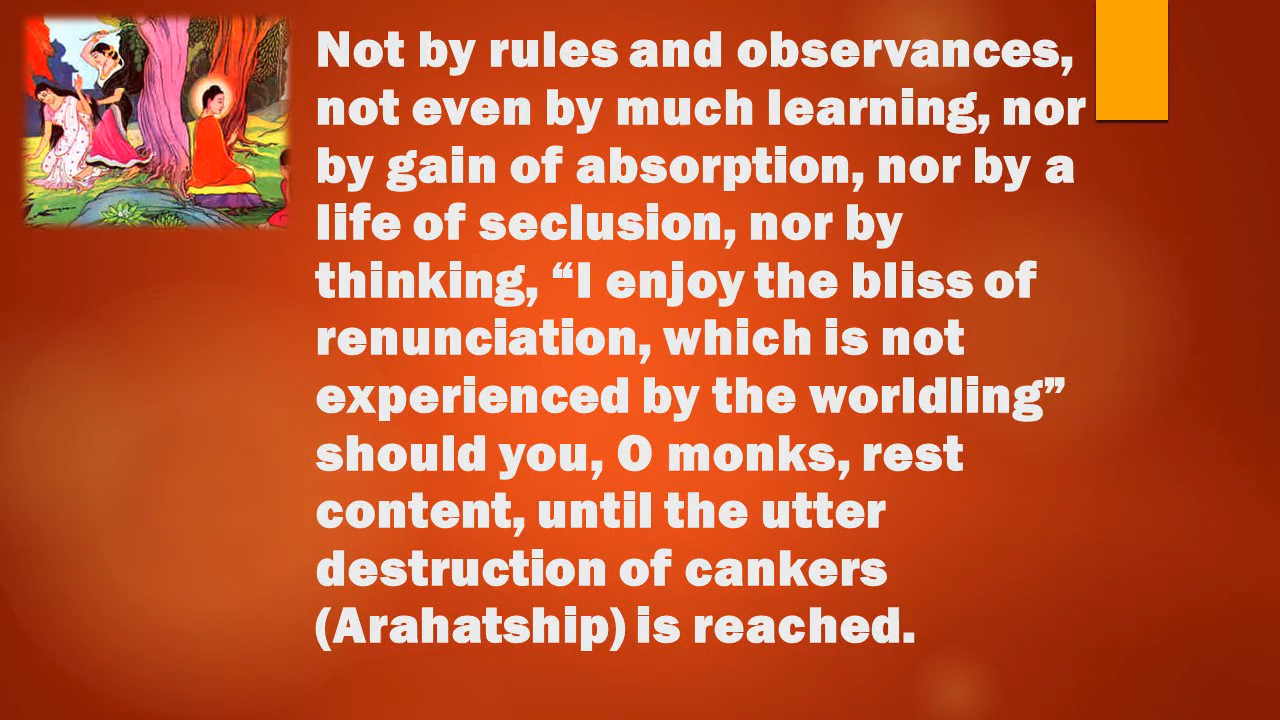 Not by rules and observances,
not even by much learning, nor
by gain of absorption, nor by a
life of seclusion, nor by
thinking, “I enjoy the bliss of
renunciation, which is not
experienced by the worldling”
should you, O monks, rest
content, until the utter
destruction of cankers
(Arahatship) is reached.